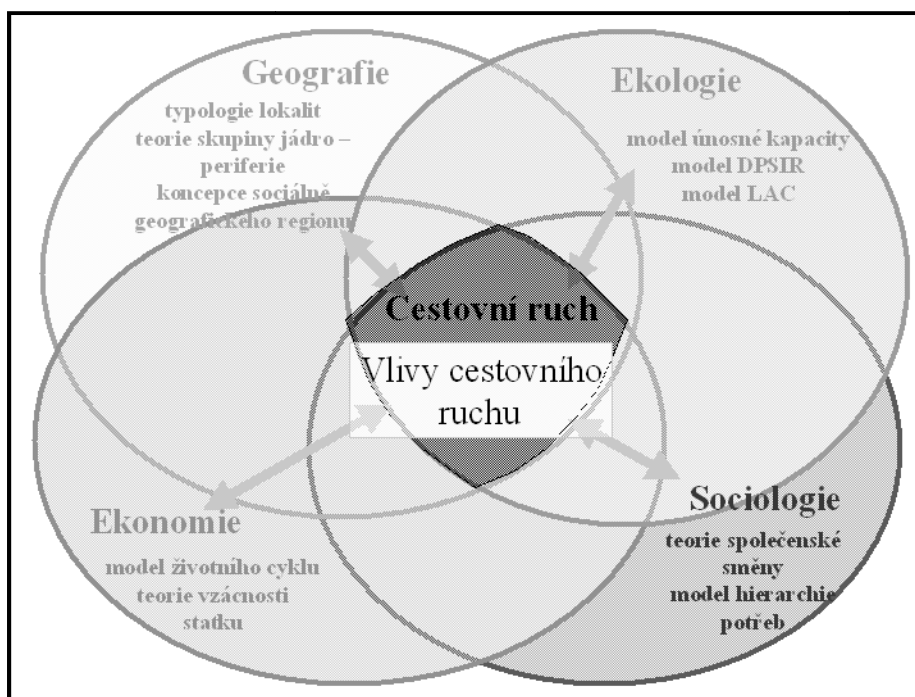 Geografie
typologie lokalit
teorie skupiny jádro –
periferie
koncepce sociálně
geografického regionu
Ekologie
model únosné kapacity
model DPSIR
model LAC
Cestovní ruch
Vlivy cestovního
ruchu
Ekonomie
model životního cyklu
teorie vzácnosti
statku
Sociologie
teorie společenské
směny
model hierarchie
potřeb